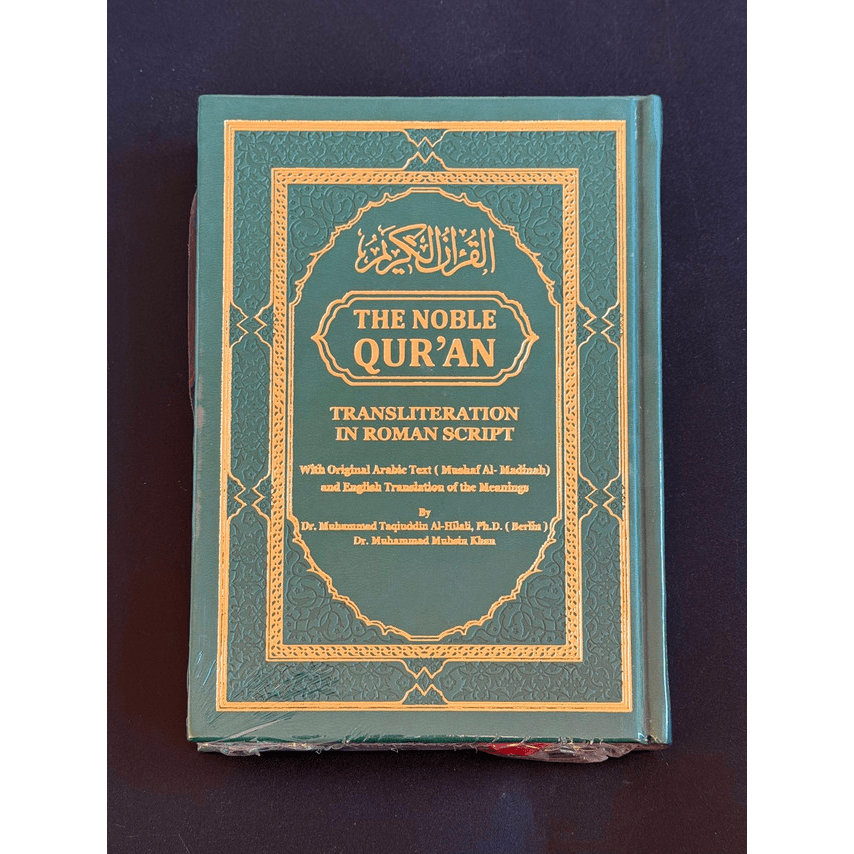 القرآن الكريم
THE NOBLE
QUR'AN
TRANSLITERATION
IN ROMAN SCRIPT
With Original Arabic Text ( Mushaf Al- Madinah)
and English Translation of the Meanings
By
Dr. Muhammad Taqiuddin Al-Hilali, Ph.D. ( Berlin )
Dr. Muhammad Muhsin Khan